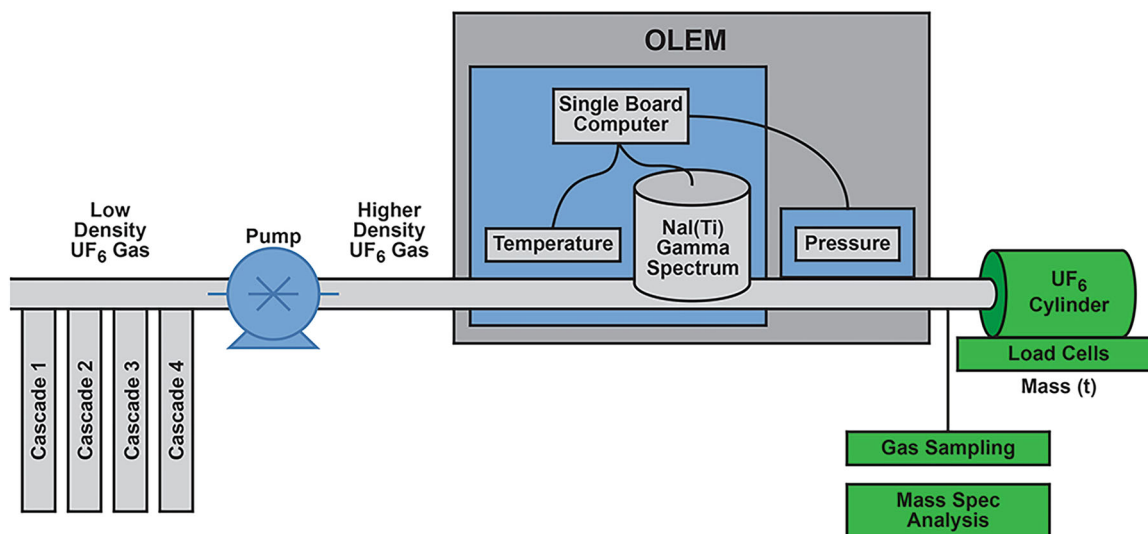 OLEM
Single Board
Computer
Low
Density
UF₆ Gas
Pump
Higher
Density
UF₆ Gas
Temperature
NaI(Ti)
Gamma
Spectrum
Pressure
UF₆
Cylinder
Load Cells
Mass (t)
Cascade 1
Cascade 2
Cascade 3
Cascade 4
Gas Sampling
Mass Spec
Analysis